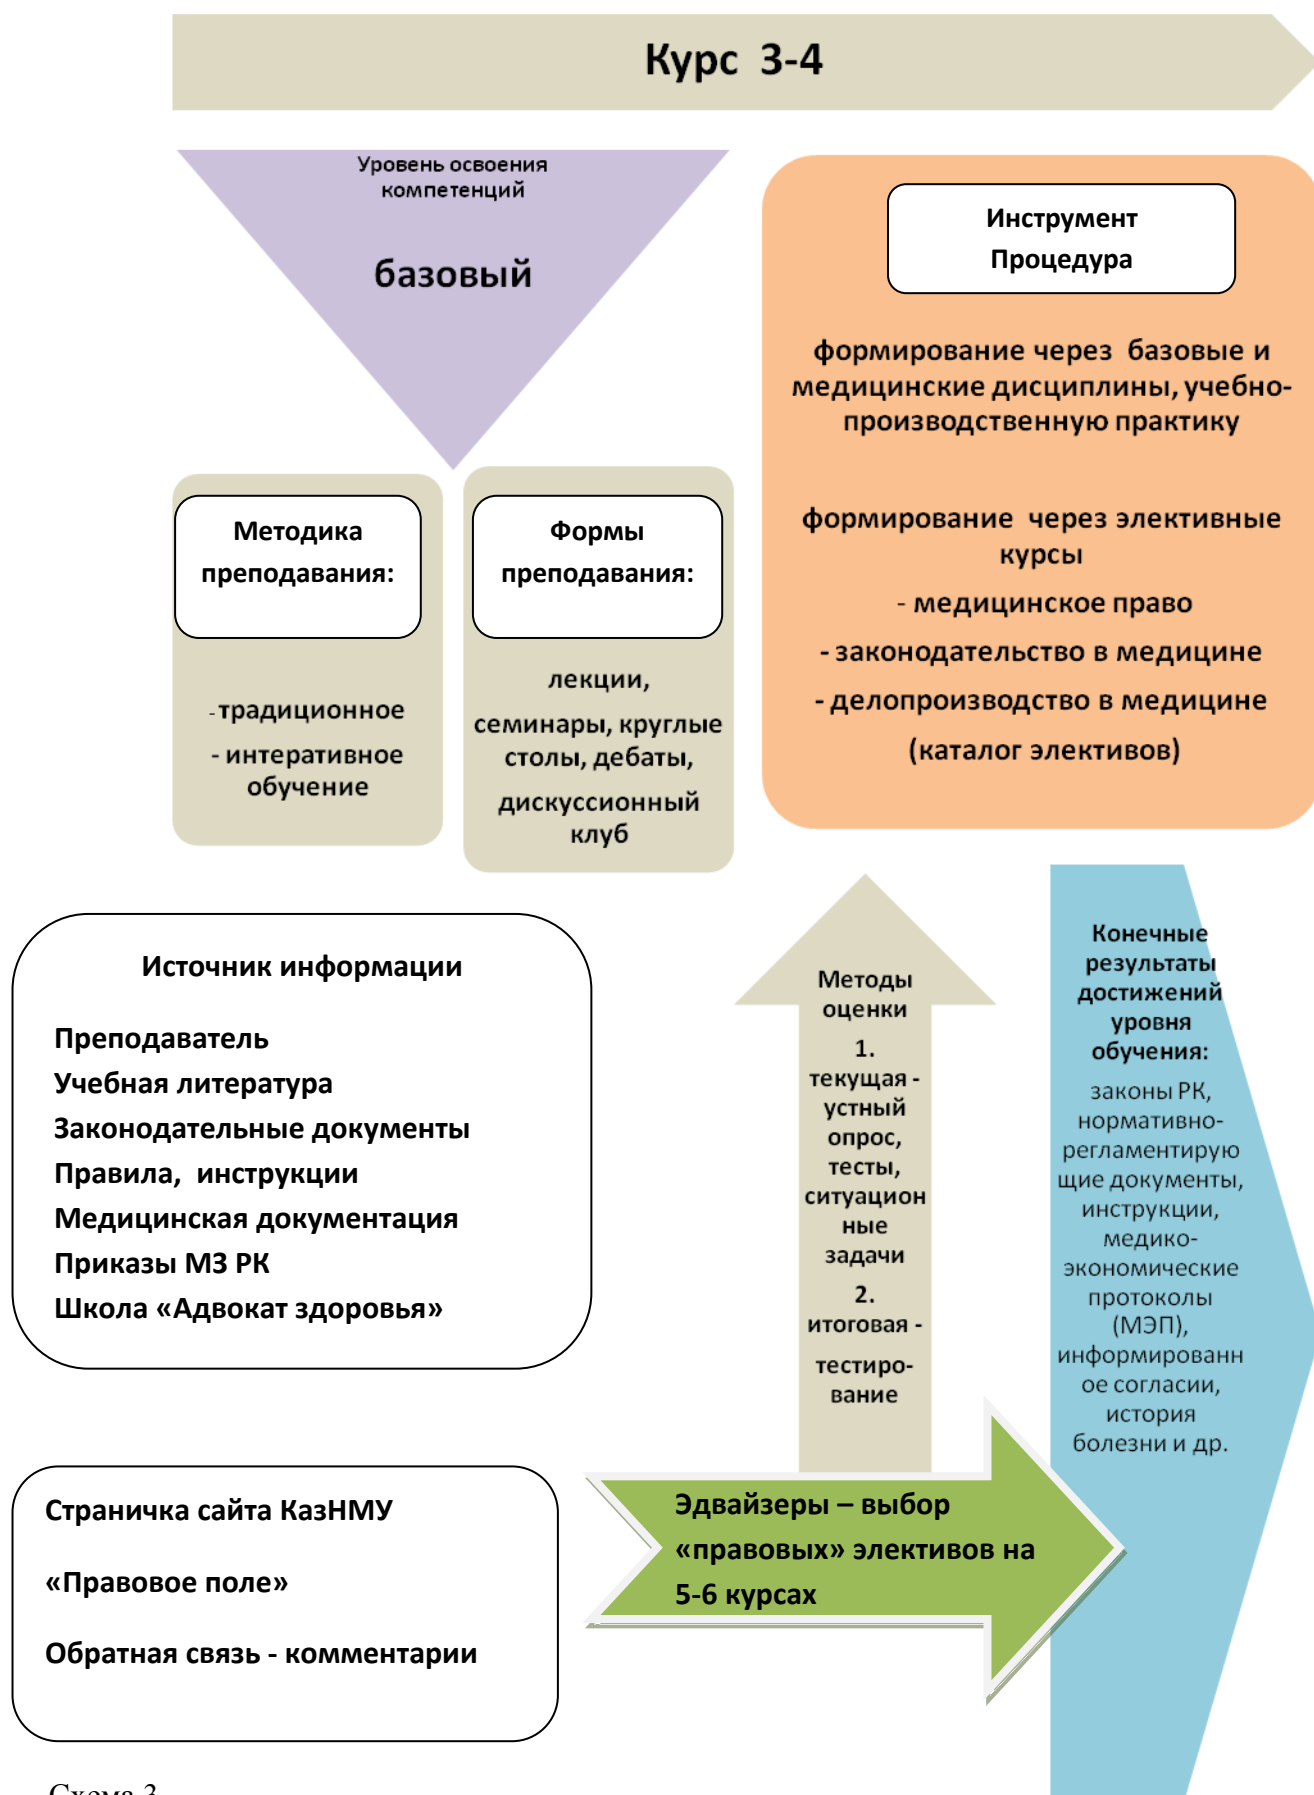 Курс 3-4
Уровень освоения
компетенций
базовый
Инструмент
Процедура
формирование через базовые и
медицинские дисциплины, учебно-
производственную практику
формирование через элективные
курсы
- медицинское право
- законодательство в медицине
- делопроизводство в медицине
(каталог элективов)
Методика
преподавания:
- традиционное
- интеративное
обучение
Формы
преподавания:
лекции,
семинары, круглые
столы, дебаты,
дискуссионный
клуб
Источник информации
Преподаватель
Учебная литература
Законодательные документы
Правила, инструкции
Медицинская документация
Приказы МЗ РК
Школа «Адвокат здоровья»
Методы
оценки
1.
текущая -
устный
опрос,
тесты,
ситуацион
ные
задачи
2.
итоговая -
тестиро-
вание
Конечные
результаты
достижений
уровня
обучения:
законы РК,
нормативно-
регламентирую
щие документы,
инструкции,
медико-
экономические
протоколы
(МЭП),
информированн
ое согласии,
история
болезни и др.
Страничка сайта КазНМУ
«Правовое поле»
Обратная связь - комментарии
Эдвайзеры – выбор
«правовых» элективов на
5-6 курсах
Схема 3